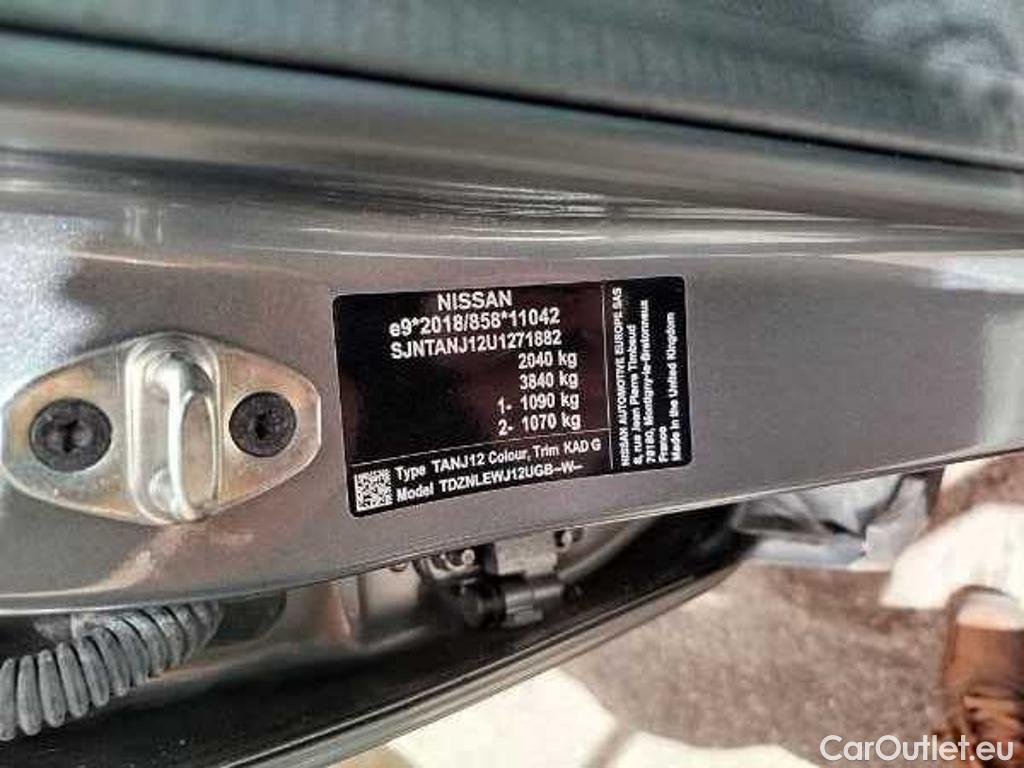 NISSAN
e9*2018/858*11042
SJNTANJ12U1271882
2040 kg
3840 kg
1- 1090 kg
2- 1070 kg
Type TANJ12 Colour, Trim KAD G
Model TDZNLEWJ12UGB-W-
NISSAN AUTOMOTIVE EUROPE SAS
8, rue Jean Pierre Timbaud
78180, Montigny-le-Bretonneux
France
Made in the United Kingdom
CarOutlet.eu